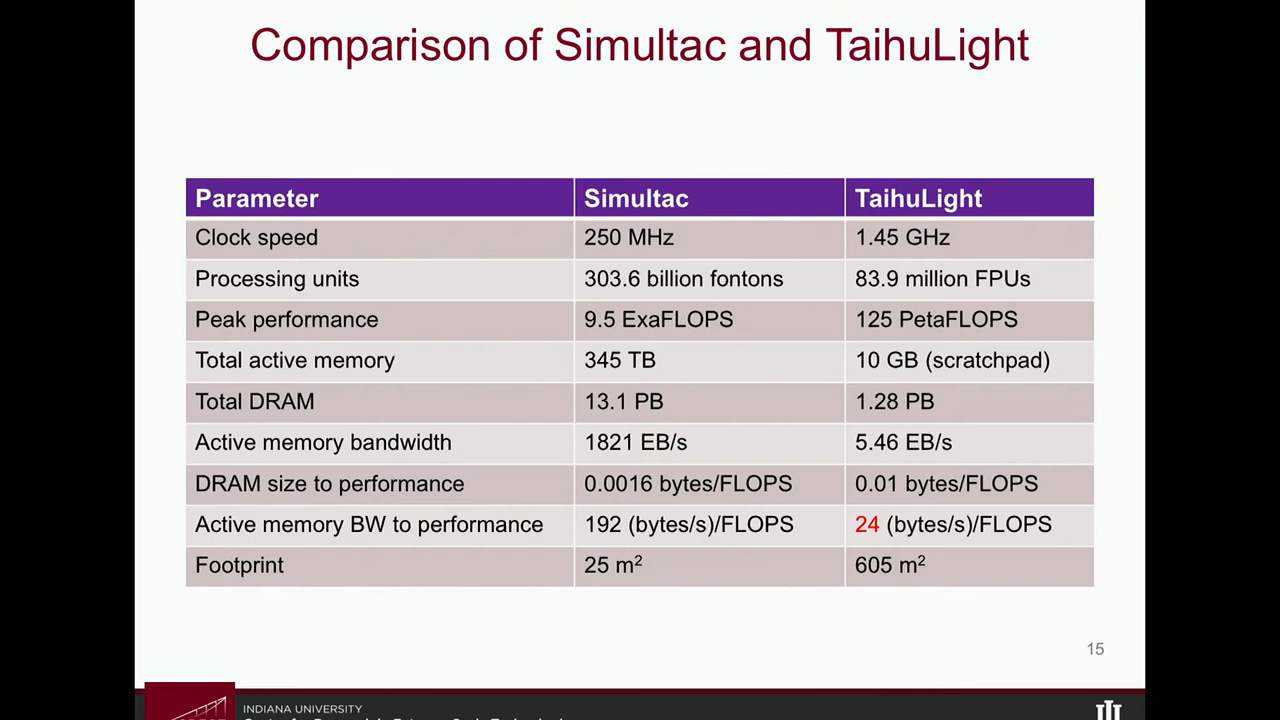 Comparison of Simultac and TaihuLight
Parameter Simultac TaihuLight
Clock speed 250 MHz 1.45 GHz
Processing units 303.6 billion fontons 83.9 million FPUs
Peak performance 9.5 ExaFLOPS 125 PetaFLOPS
Total active memory 345 TB 10 GB (scratchpad)
Total DRAM 13.1 PB 1.28 PB
Active memory bandwidth 1821 EB/s 5.46 EB/s
DRAM size to performance 0.0016 bytes/FLOPS 0.01 bytes/FLOPS
Active memory BW to performance 192 (bytes/s)/FLOPS 24 (bytes/s)/FLOPS
Footprint 25 m² 605 m²
15
INDIANA UNIVERSITY